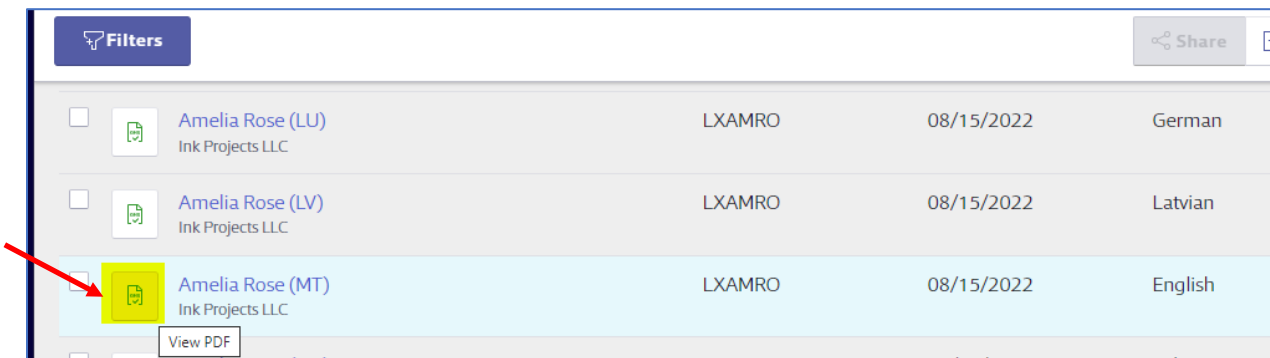 Filters
Share
Amelia Rose (LU) LXAMRO 08/15/2022 German
Ink Projects LLC
Amelia Rose (LV) LXAMRO 08/15/2022 Latvian
Ink Projects LLC
Amelia Rose (MT) LXAMRO 08/15/2022 English
Ink Projects LLC
View PDF